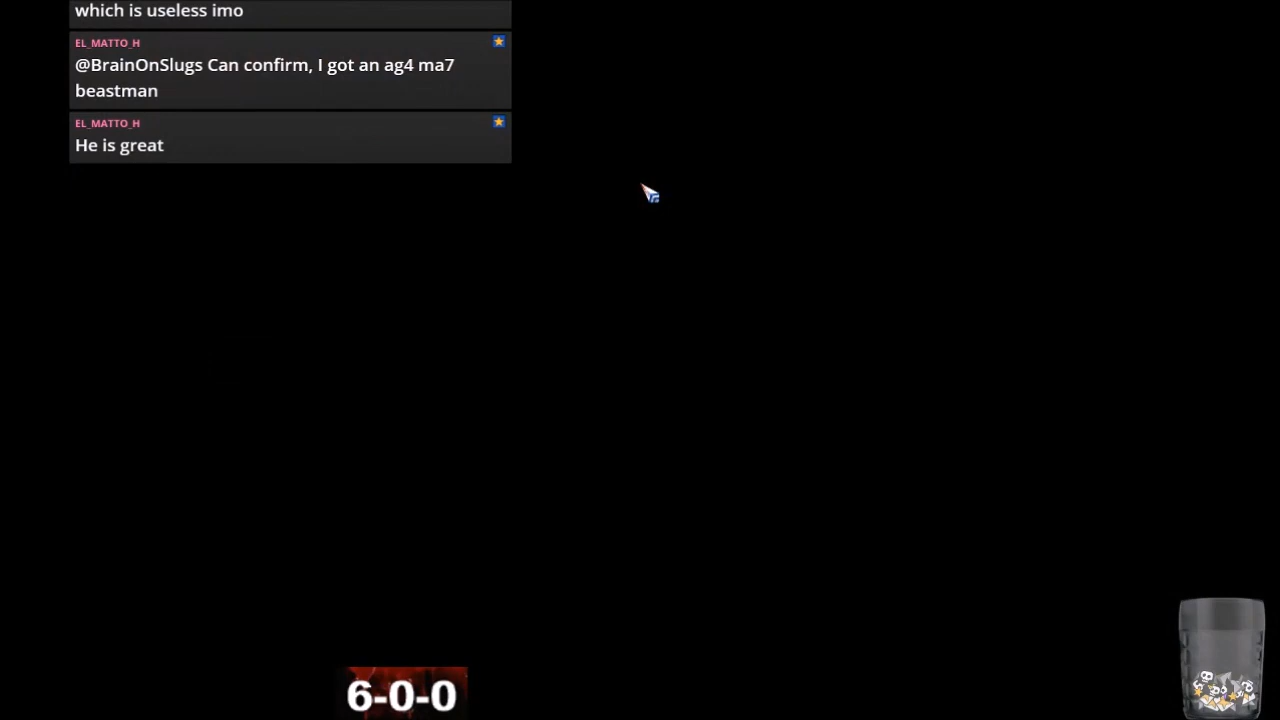 which is useless imo
EL_MATTO_H
@BrainOnSlugs Can confirm, I got an ag4 ma7
beastman
EL_MATTO_H
He is great
6-0-0